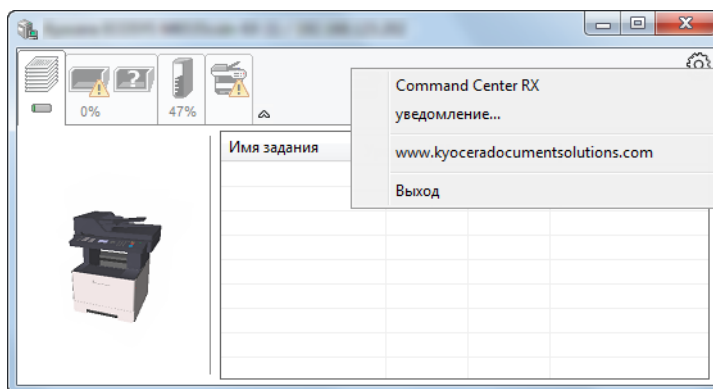 0%
?
47%
Имя задания
Command Center RX
уведомление...
www.kyoceradocumentsolutions.com
Выход